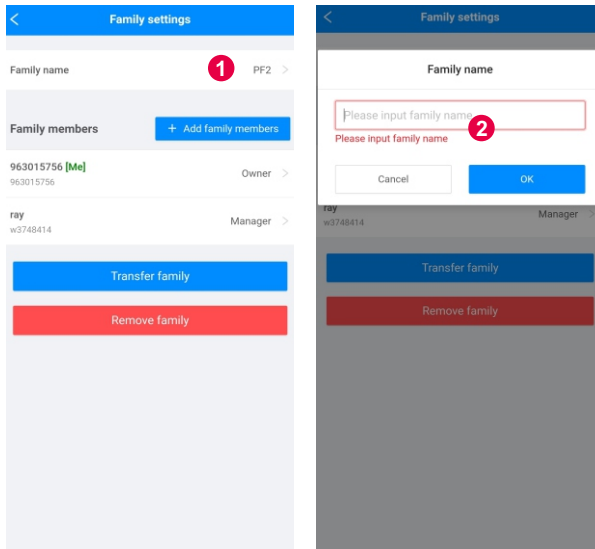 Family settings
Family name
1
PF2
Family members
+ Add family members
963015756 [Me]
963015756
Owner
ray
w3748414
Manager
Transfer family
Remove family
Family settings
Family name
Please input family name
2
Please input family name
Cancel
OK
ray
w3748414
Manager
Transfer family
Remove family